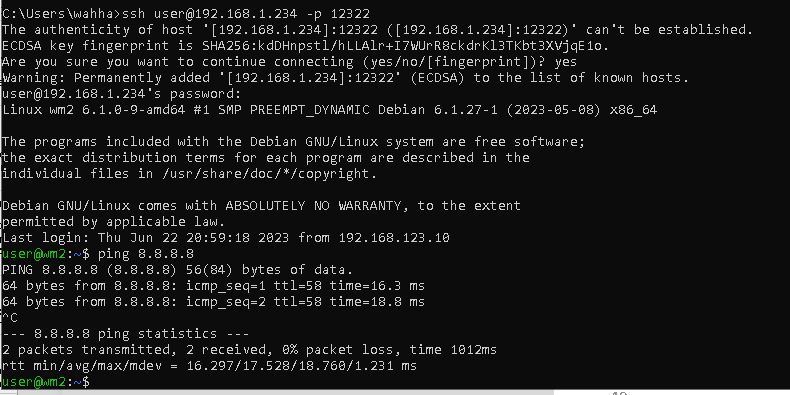 C:\Users\wahha>ssh user@192.168.1.234 -p 12322
The authenticity of host '[192.168.1.234]:12322 ([192.168.1.234]:12322)' can't be established.
ECDSA key fingerprint is SHA256:kdDHnpstl/hLLAlr+I7WUrR8ckdrKl3TKbt3XVjqE1o.
Are you sure you want to continue connecting (yes/no/[fingerprint])? yes
Warning: Permanently added '[192.168.1.234]:12322' (ECDSA) to the list of known hosts.
user@192.168.1.234's password:
Linux wm2 6.1.0-9-amd64 #1 SMP PREEMPT_DYNAMIC Debian 6.1.27-1 (2023-05-08) x86_64
The programs included with the Debian GNU/Linux system are free software;
the exact distribution terms for each program are described in the
individual files in /usr/share/doc/*/copyright.
Debian GNU/Linux comes with ABSOLUTELY NO WARRANTY, to the extent
permitted by applicable law.
Last login: Thu Jun 22 20:59:18 2023 from 192.168.123.10
user@wm2:~$ ping 8.8.8.8
PING 8.8.8.8 (8.8.8.8) 56(84) bytes of data.
64 bytes from 8.8.8.8: icmp_seq=1 ttl=58 time=16.3 ms
64 bytes from 8.8.8.8: icmp_seq=2 ttl=58 time=18.8 ms
^C
--- 8.8.8.8 ping statistics ---
2 packets transmitted, 2 received, 0% packet loss, time 1012ms
rtt min/avg/max/mdev = 16.297/17.528/18.760/1.231 ms
user@wm2:~$